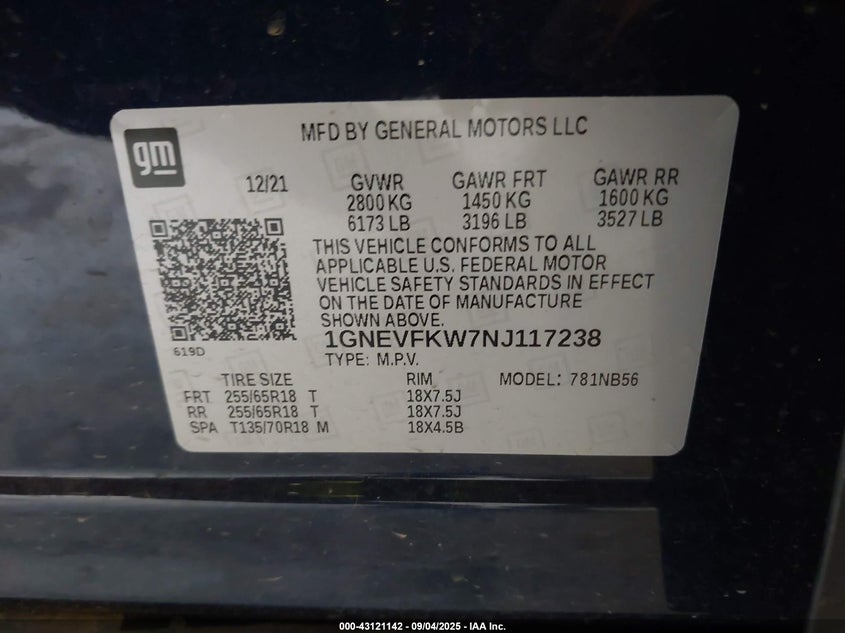 gm
MFD BY GENERAL MOTORS LLC
12/21 GVWR GAWR FRT GAWR RR
2800 KG 1450 KG 1600 KG
6173 LB 3196 LB 3527 LB
THIS VEHICLE CONFORMS TO ALL
APPLICABLE U.S. FEDERAL MOTOR
VEHICLE SAFETY STANDARDS IN EFFECT
ON THE DATE OF MANUFACTURE
SHOWN ABOVE.
619D
1GNEVFKW7NJ117238
TYPE: M.P.V.
TIRE SIZE RIM MODEL: 781NB56
FRT 255/65R18 T 18X7.5J
RR 255/65R18 T 18X7.5J
SPA T135/70R18 M 18X4.5B
000-43121142 - 09/04/2025 - IAA Inc.